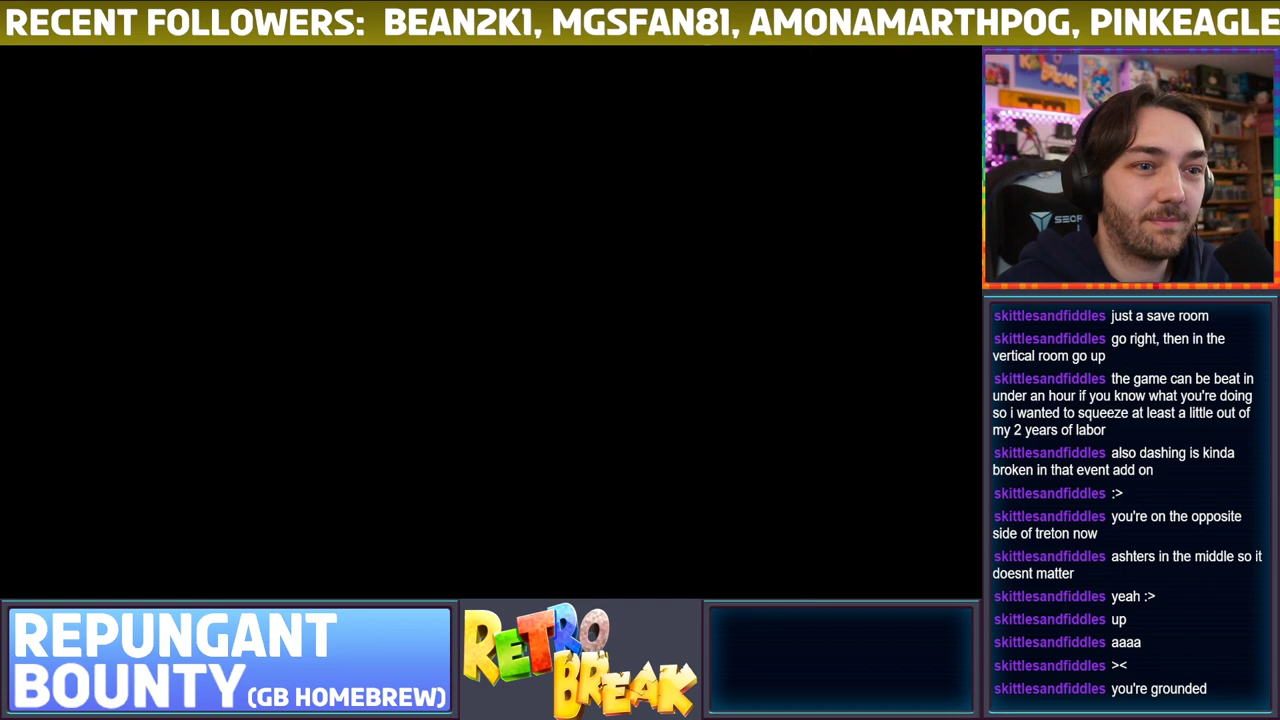 RECENT FOLLOWERS: BEAN2K1, MGSFAN81, AMONAMARTHPOG, PINKEAGLE
SECR
skittlesandfiddles just a save room
skittlesandfiddles go right, then in the
vertical room go up
skittlesandfiddles the game can be beat in
under an hour if you know what you're doing
so i wanted to squeeze at least a little out of
my 2 years of labor
skittlesandfiddles also dashing is kinda
broken in that event add on
skittlesandfiddles :>
skittlesandfiddles you're on the opposite
side of treton now
skittlesandfiddles ashters in the middle so it
doesnt matter
skittlesandfiddles yeah :>
skittlesandfiddles up
skittlesandfiddles aaaa
skittlesandfiddles ><
skittlesandfiddles you're grounded
REPUNGANT
BOUNTY (GB HOMEBREW)
RETRO
BREAK